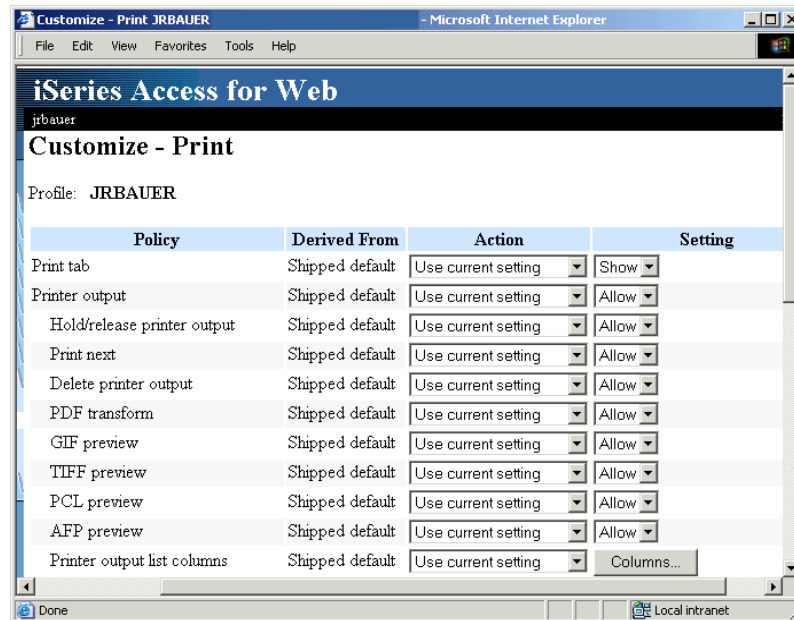 Customize - Print JRBAUER - Microsoft Internet Explorer
File Edit View Favorites Tools Help
iSeries Access for Web
jrbauer
Customize - Print
Profile: JRBAUER
Policy Derived From Action Setting
Print tab Shipped default Use current setting Show
Printer output Shipped default Use current setting Allow
Hold/release printer output Shipped default Use current setting Allow
Print next Shipped default Use current setting Allow
Delete printer output Shipped default Use current setting Allow
PDF transform Shipped default Use current setting Allow
GIF preview Shipped default Use current setting Allow
TIFF preview Shipped default Use current setting Allow
PCL preview Shipped default Use current setting Allow
AFP preview Shipped default Use current setting Allow
Printer output list columns Shipped default Use current setting Columns...
Done Local intranet